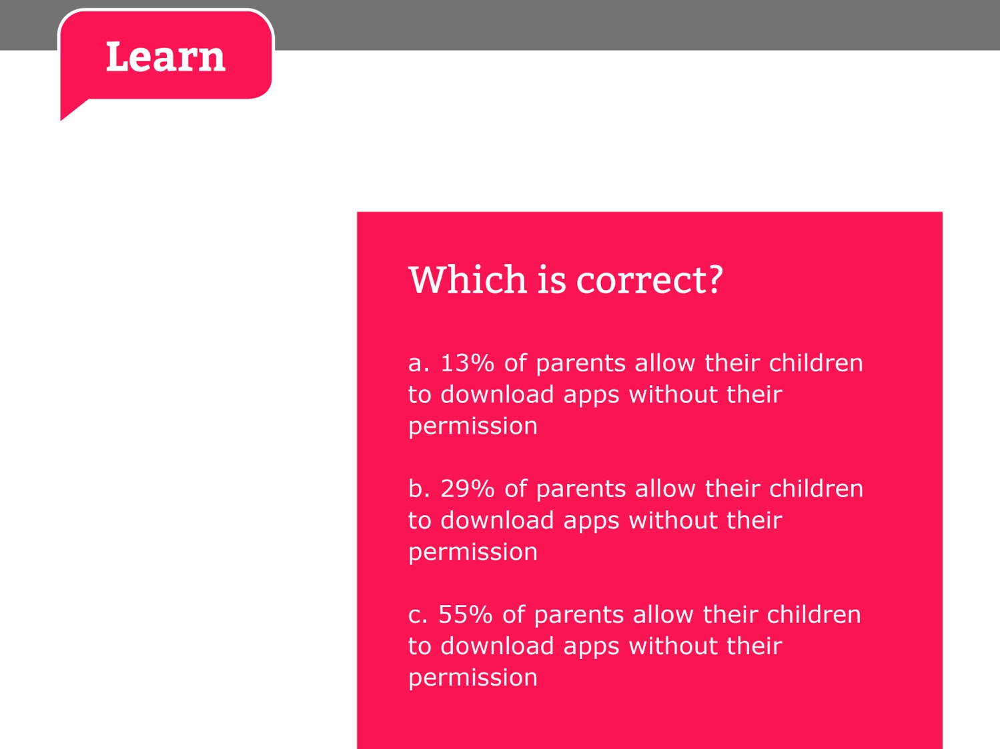 Learn
Which is correct?
a. 13% of parents allow their children
to download apps without their
permission
b. 29% of parents allow their children
to download apps without their
permission
c. 55% of parents allow their children
to download apps without their
permission